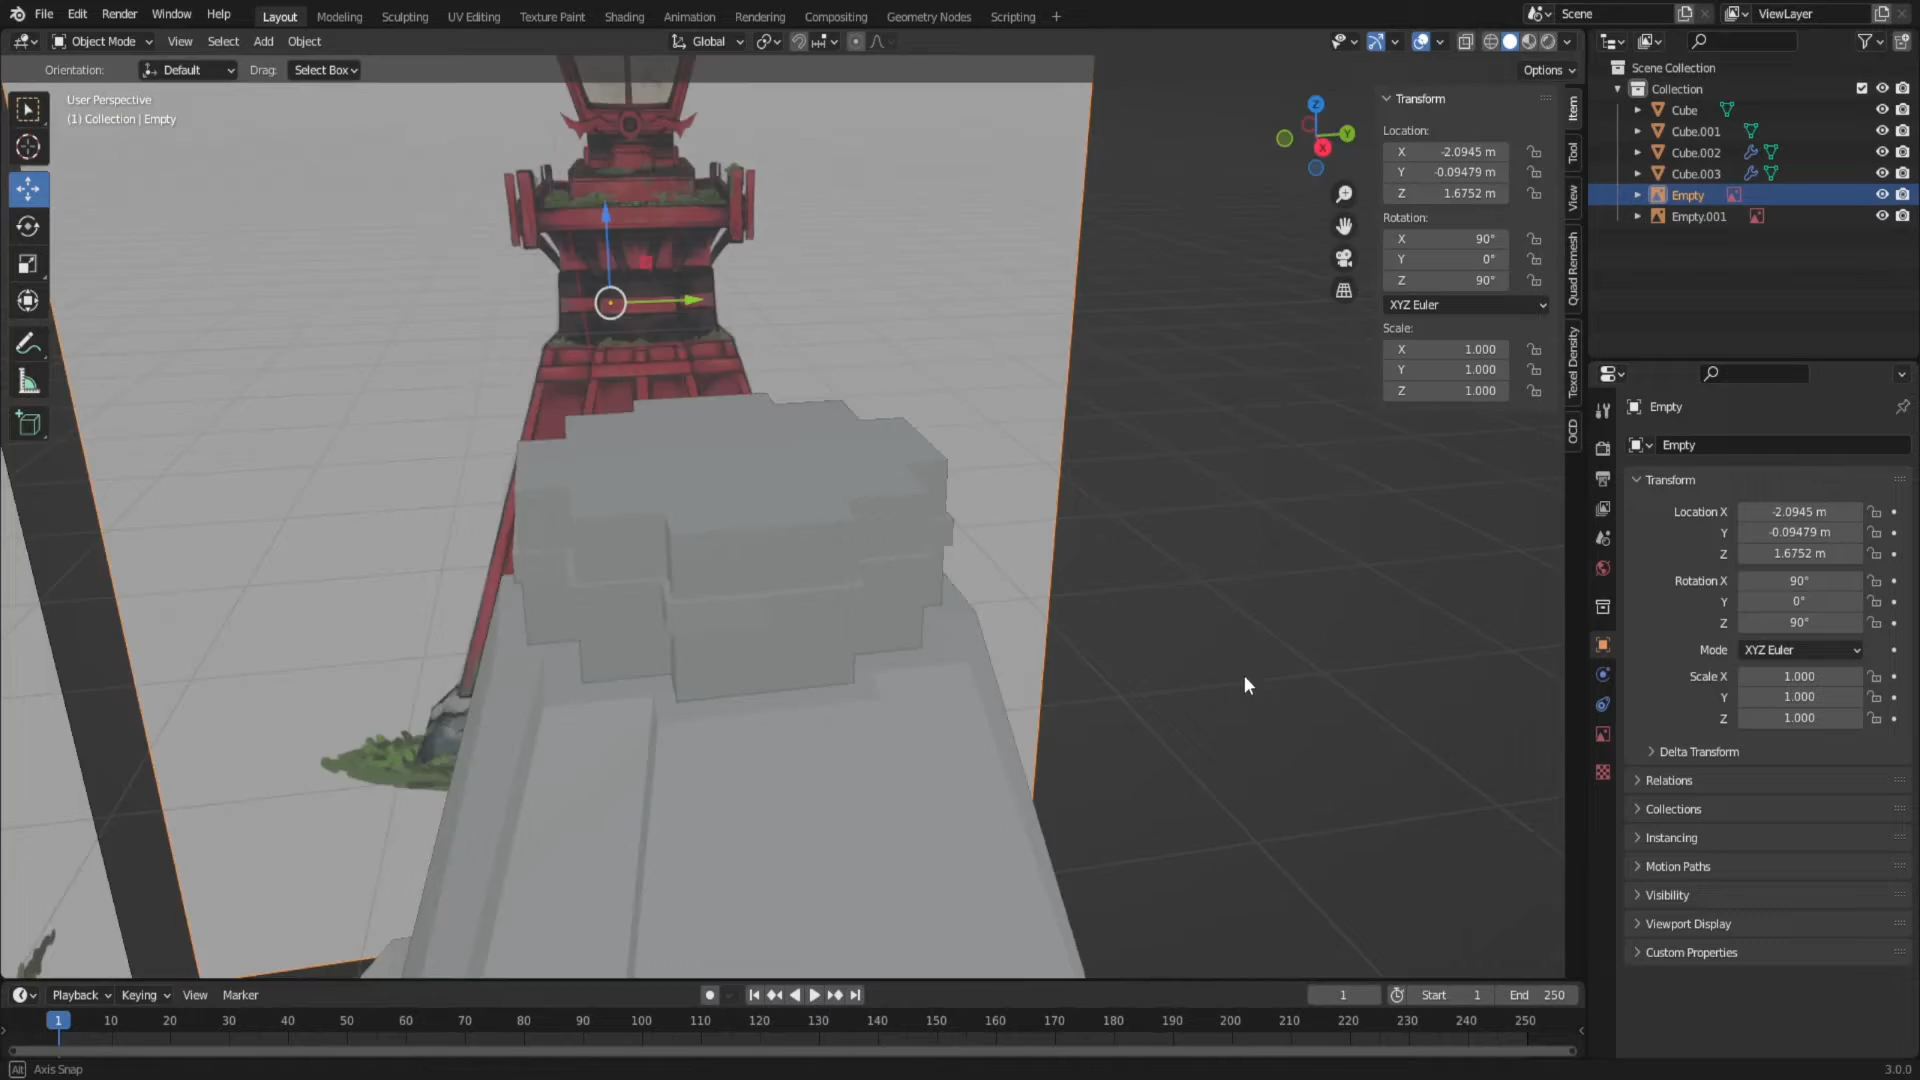 File Edit Render Window Help Layout Modeling Sculpting UV Editing Texture Paint Shading Animation Rendering Compositing Geometry Nodes Scripting + Scene ViewLayer
Object Mode View Select Add Object Global
Orientation: Default Drag: Select Box Options
User Perspective
(1) Collection | Empty
Z
Y
X
Transform
Location:
X -2.0945 m
Y -0.09479 m
Z 1.6752 m
Rotation:
X 90°
Y 0°
Z 90°
XYZ Euler
Scale:
X 1.000
Y 1.000
Z 1.000
Item
Tool
View
Quad Remesh
Texel Density
OCD
Scene Collection
Collection
Cube
Cube.001
Cube.002
Cube.003
Empty
Empty.001
Empty
Empty
Transform
Location X -2.0945 m
Y -0.09479 m
Z 1.6752 m
Rotation X 90°
Y 0°
Z 90°
Mode XYZ Euler
Scale X 1.000
Y 1.000
Z 1.000
Delta Transform
Relations
Collections
Instancing
Motion Paths
Visibility
Viewport Display
Custom Properties
Playback Keying View Marker 1 Start 1 End 250
1 10 20 30 40 50 60 70 80 90 100 110 120 130 140 150 160 170 180 190 200 210 220 230 240 250
Alt Axis Snap 3.0.0